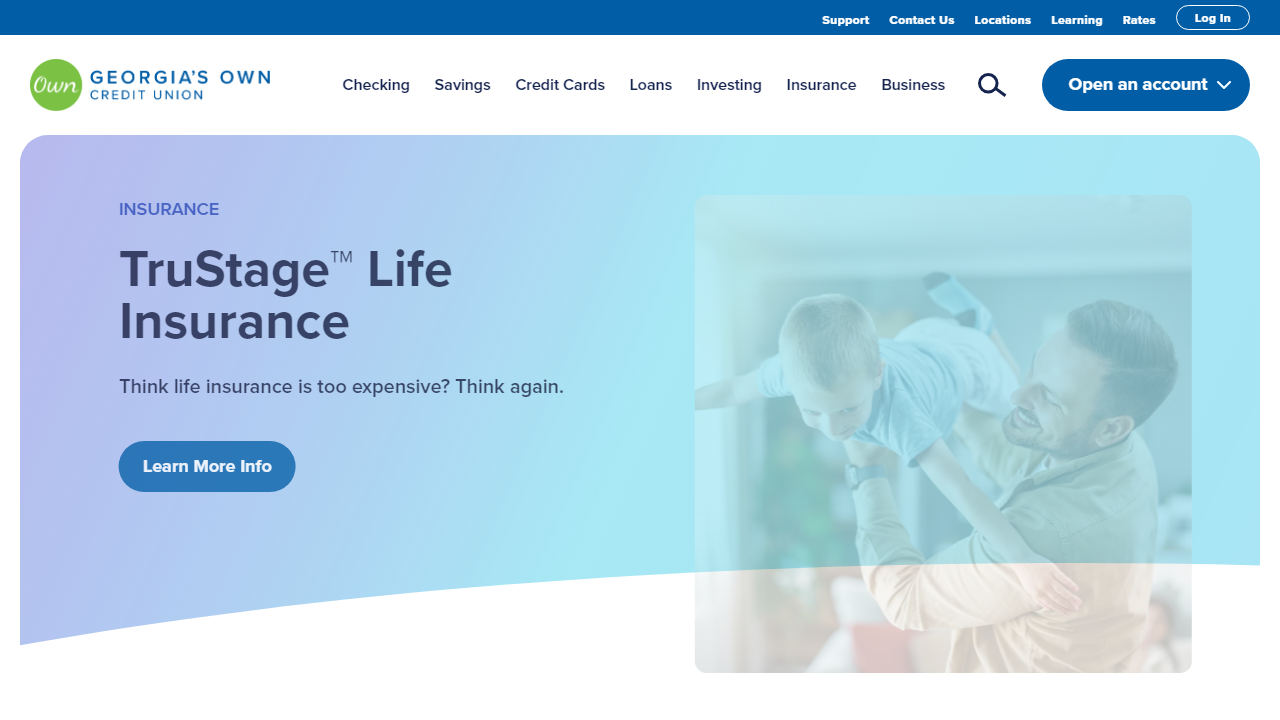 Support Contact Us Locations Learning Rates Log In
Own GEORGIA'S OWN
CREDIT UNION
Checking Savings Credit Cards Loans Investing Insurance Business
Open an account
INSURANCE
TruStage™ Life
Insurance
Think life insurance is too expensive? Think again.
Learn More Info